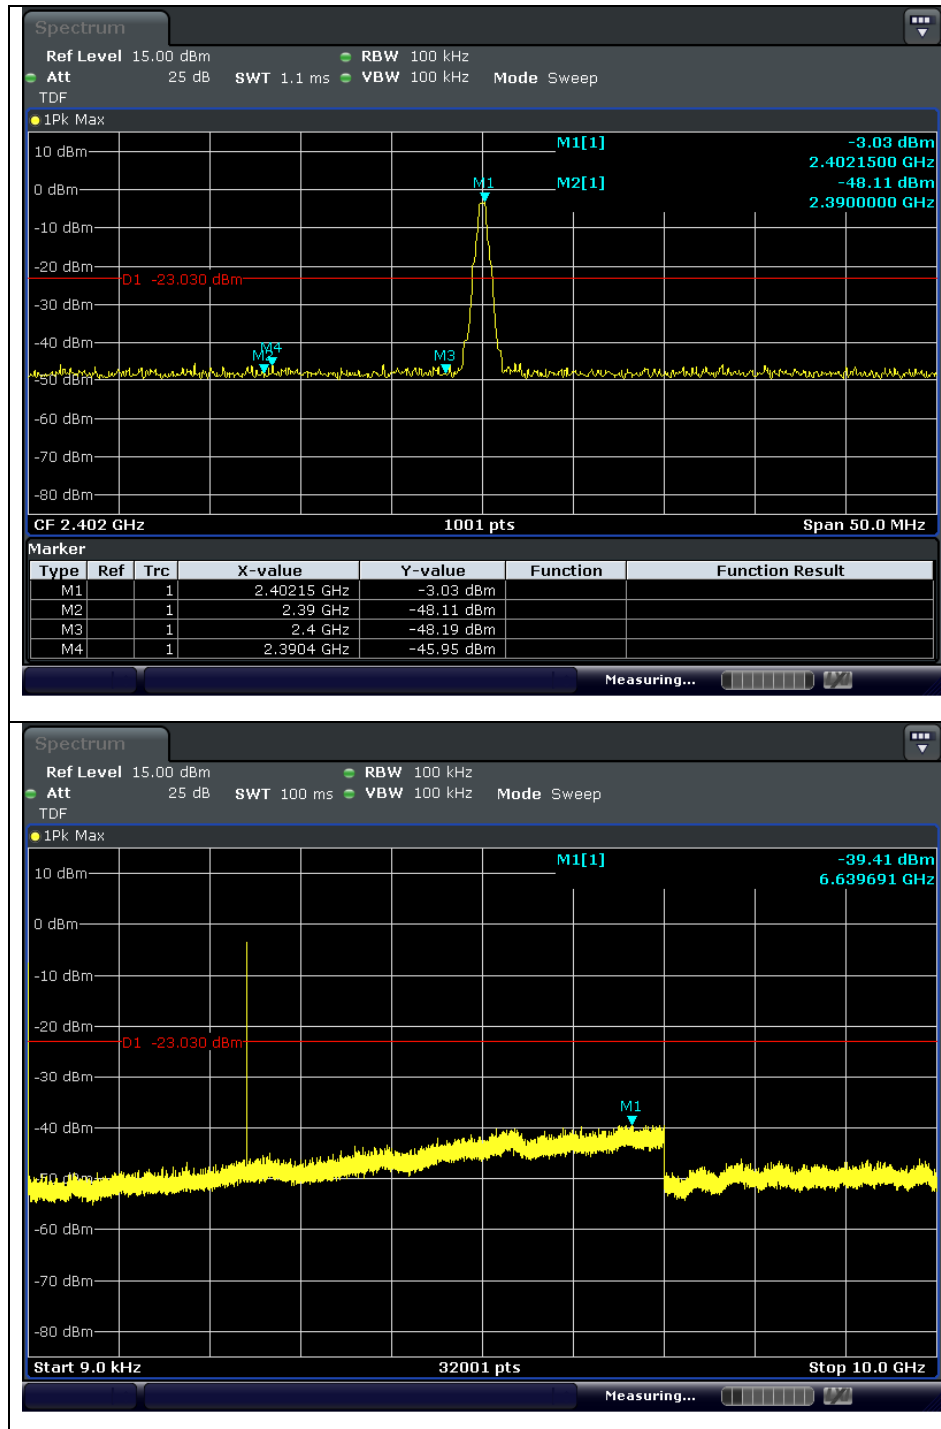 Spectrum
Ref Level 15.00 dBm RBW 100 kHz
Att 25 dB SWT 1.1 ms VBW 100 kHz Mode Sweep
TDF
1Pk Max
M1[1] -3.03 dBm
2.4021500 GHz
M2[1] -48.11 dBm
2.3900000 GHz
10 dBm
0 dBm
M1
-10 dBm
-20 dBm
D1 -23.030 dBm
-30 dBm
-40 dBm
M2 M4 M3
-50 dBm
-60 dBm
-70 dBm
-80 dBm
CF 2.402 GHz 1001 pts Span 50.0 MHz
Marker
Type Ref Trc X-value Y-value Function Function Result
M1 1 2.40215 GHz -3.03 dBm
M2 1 2.39 GHz -48.11 dBm
M3 1 2.4 GHz -48.19 dBm
M4 1 2.3904 GHz -45.95 dBm
Measuring...
Spectrum
Ref Level 15.00 dBm RBW 100 kHz
Att 25 dB SWT 100 ms VBW 100 kHz Mode Sweep
TDF
1Pk Max
M1[1] -39.41 dBm
6.639691 GHz
10 dBm
0 dBm
-10 dBm
-20 dBm
D1 -23.030 dBm
-30 dBm
M1
-40 dBm
-50 dBm
-60 dBm
-70 dBm
-80 dBm
Start 9.0 kHz 32001 pts Stop 10.0 GHz
Measuring...